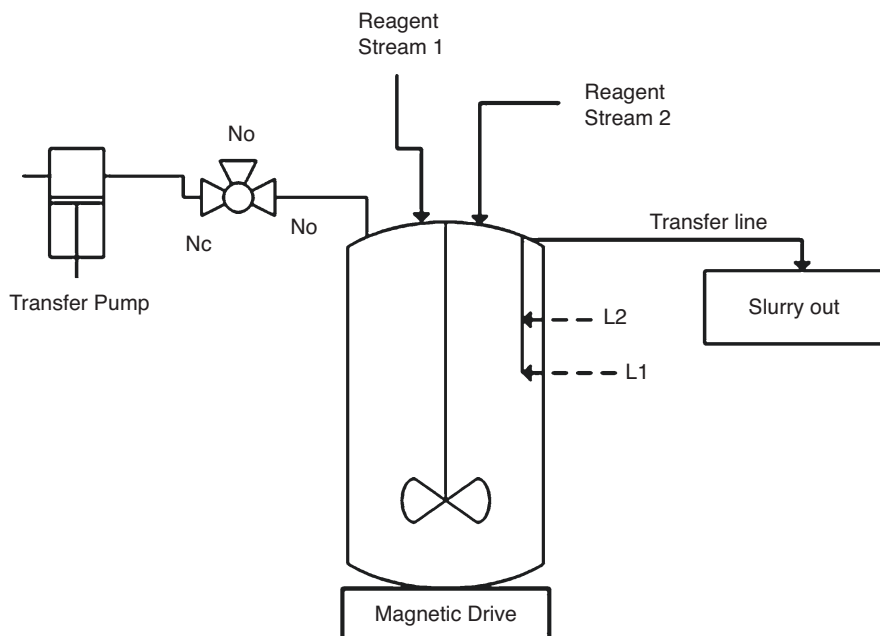 Reagent
Stream 1
Reagent
Stream 2
No
Nc
No
Transfer line
Transfer Pump
Slurry out
L2
L1
Magnetic Drive